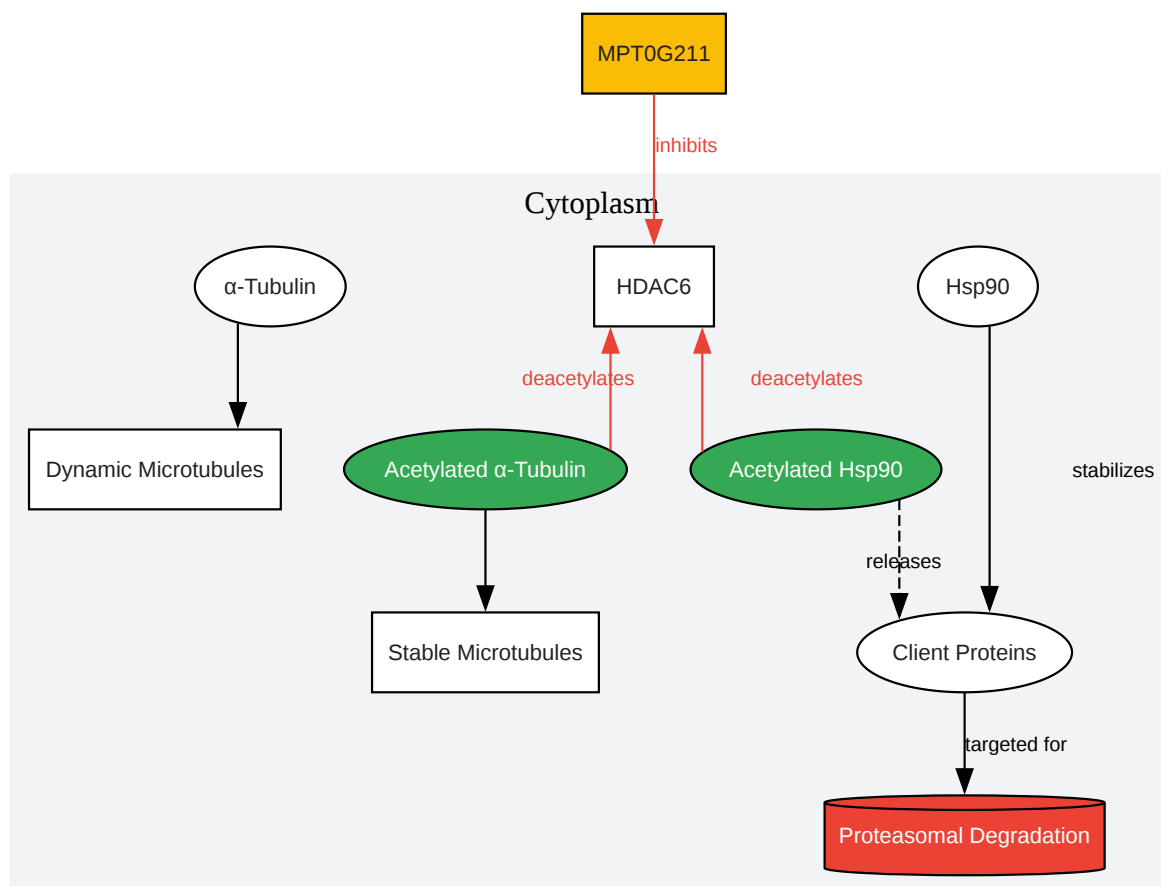 MPT0G211
inhibits
Cytoplasm
α-Tubulin
HDAC6
Hsp90
deacetylates
deacetylates
Dynamic Microtubules
Acetylated α-Tubulin
Acetylated Hsp90
stabilizes
releases
Stable Microtubules
Client Proteins
targeted for
Proteasomal Degradation